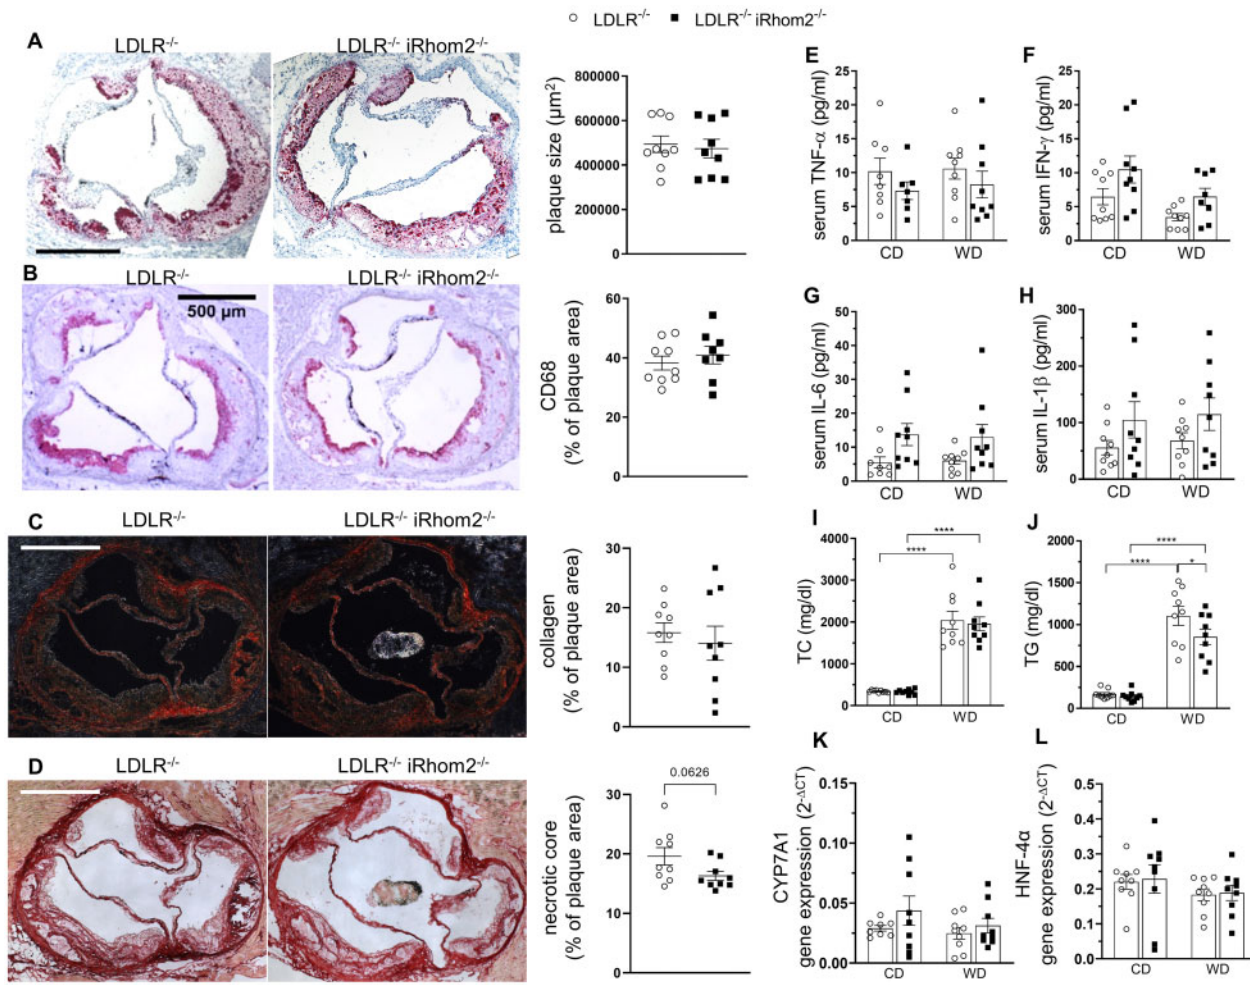 ○ LDLR⁻/⁻ ■ LDLR⁻/⁻ iRhom2⁻/⁻
A
LDLR⁻/⁻
LDLR⁻/⁻ iRhom2⁻/⁻
plaque size (µm²)
800000
600000
400000
200000
0
B
LDLR⁻/⁻
LDLR⁻/⁻ iRhom2⁻/⁻
500 µm
CD68
(% of plaque area)
60
40
20
0
C
LDLR⁻/⁻
LDLR⁻/⁻ iRhom2⁻/⁻
collagen
(% of plaque area)
30
20
10
0
D
LDLR⁻/⁻
LDLR⁻/⁻ iRhom2⁻/⁻
necrotic core
(% of plaque area)
0.0626
30
20
10
0
E
serum TNF-α (pg/ml)
25
20
15
10
5
0
CD WD
F
serum IFN-γ (pg/ml)
25
20
15
10
5
0
CD WD
G
serum IL-6 (pg/ml)
50
40
30
20
10
0
CD WD
H
serum IL-1β (pg/ml)
300
200
100
0
CD WD
I
TC (mg/dl)
4000
3000
2000
1000
0
****
****
CD WD
J
TG (mg/dl)
2000
1500
1000
500
0
****
**** *
CD WD
K
CYP7A1
gene expression (2^-ΔCT)
0.15
0.10
0.05
0.00
CD WD
L
HNF-4α
gene expression (2^-ΔCT)
0.5
0.4
0.3
0.2
0.1
0.0
CD WD